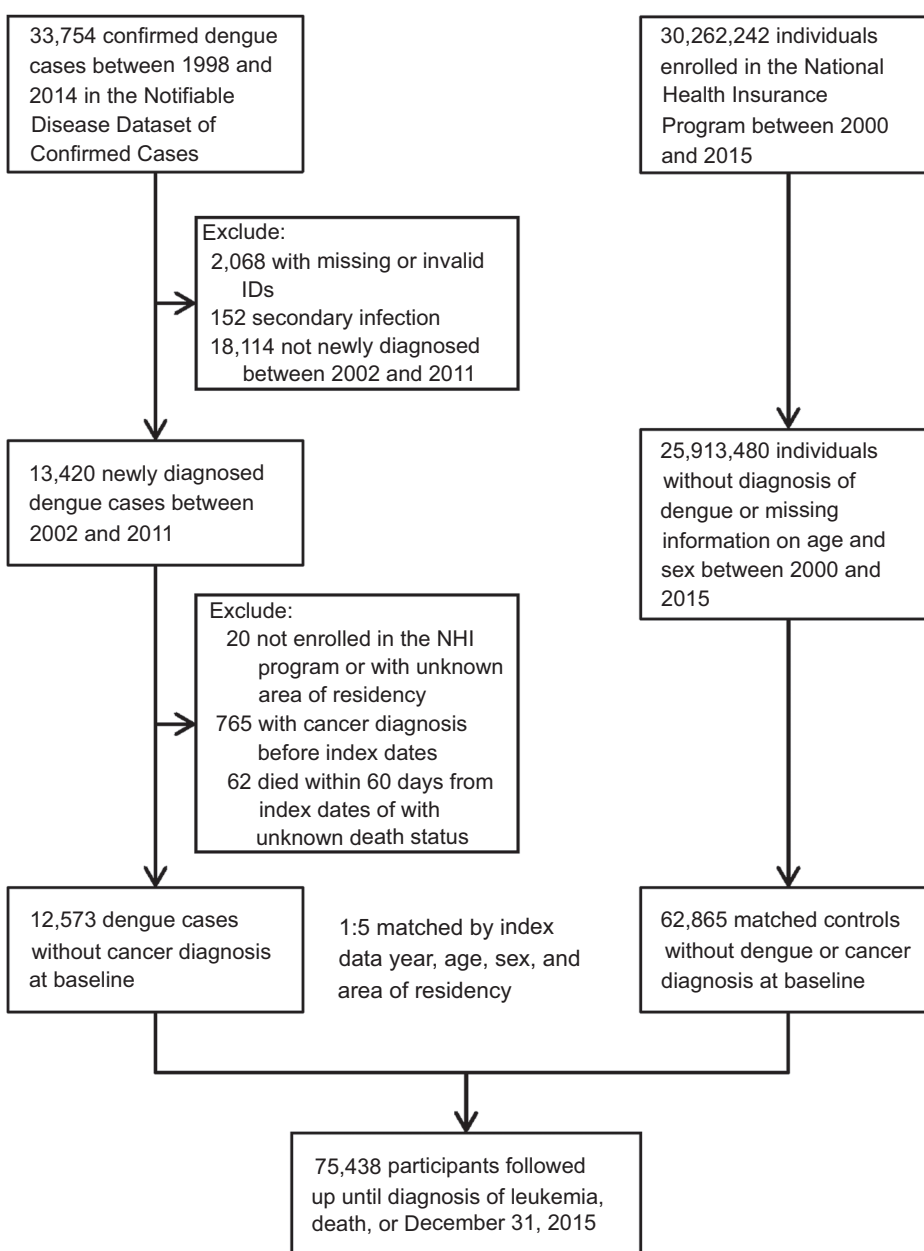 33,754 confirmed dengue
cases between 1998 and
2014 in the Notifiable
Disease Dataset of
Confirmed Cases
30,262,242 individuals
enrolled in the National
Health Insurance
Program between 2000
and 2015
Exclude:
2,068 with missing or invalid
IDs
152 secondary infection
18,114 not newly diagnosed
between 2002 and 2011
13,420 newly diagnosed
dengue cases between
2002 and 2011
25,913,480 individuals
without diagnosis of
dengue or missing
information on age and
sex between 2000 and
2015
Exclude:
20 not enrolled in the NHI
program or with unknown
area of residency
765 with cancer diagnosis
before index dates
62 died within 60 days from
index dates of with
unknown death status
12,573 dengue cases
without cancer diagnosis
at baseline
1:5 matched by index
data year, age, sex, and
area of residency
62,865 matched controls
without dengue or cancer
diagnosis at baseline
75,438 participants followed
up until diagnosis of leukemia,
death, or December 31, 2015